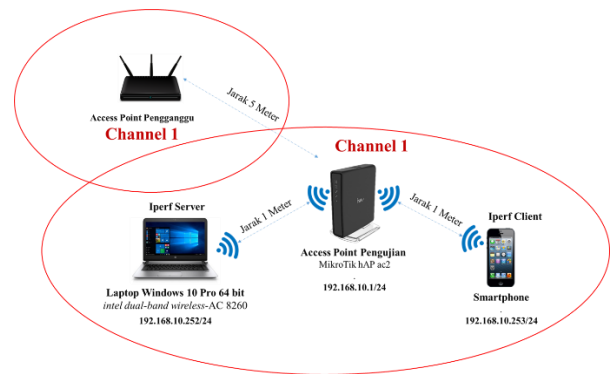 Jarak 5 Meter
Access Point Pengganggu
Channel 1
Channel 1
Iperf Server
Jarak 1 Meter
Jarak 1 Meter
Iperf Client
Access Point Pengujian
MikroTik hAP ac2
.
192.168.10.1/24
Laptop Windows 10 Pro 64 bit
intel dual-band wireless-AC 8260
192.168.10.252/24
Smartphone
.
192.168.10.253/24